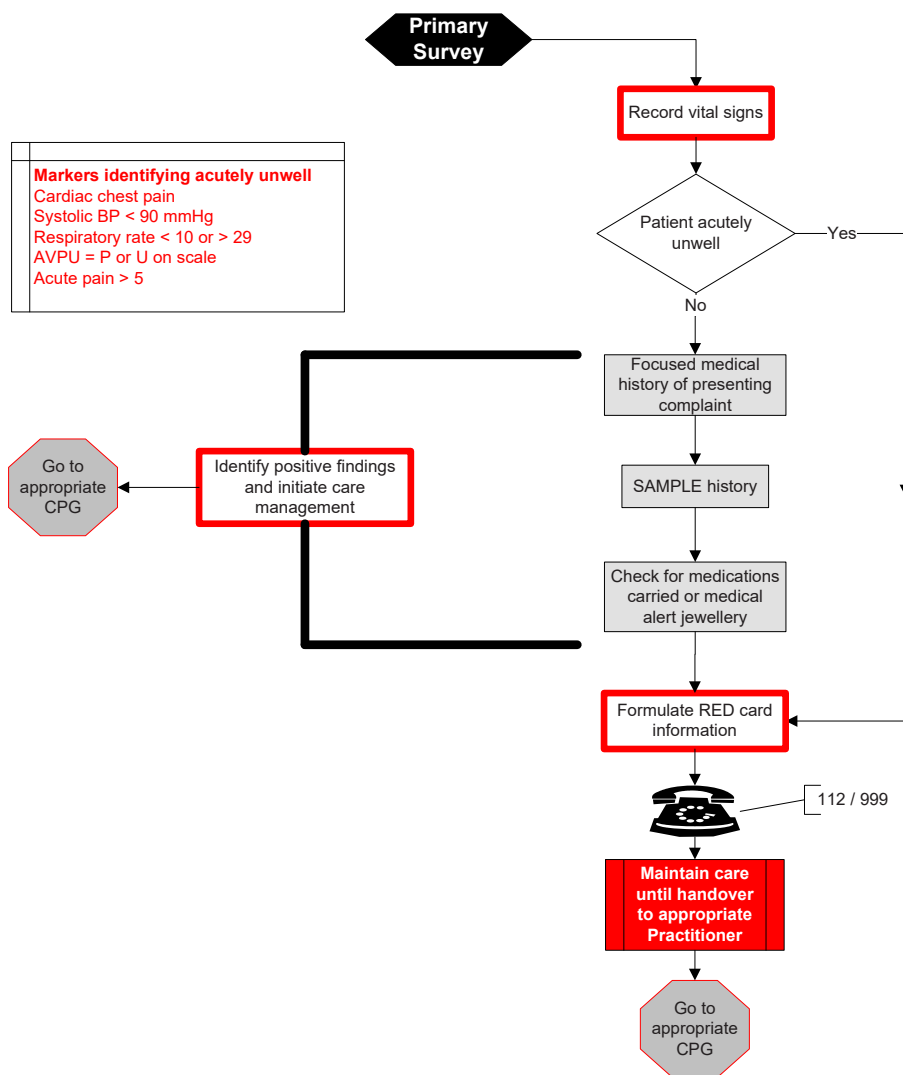 Primary
Survey
Record vital signs
Markers identifying acutely unwell
Cardiac chest pain
Systolic BP < 90 mmHg
Respiratory rate < 10 or > 29
AVPU = P or U on scale
Acute pain > 5
Patient acutely
unwell
Yes
No
Focused medical
history of presenting
complaint
Go to
appropriate
CPG
Identify positive findings
and initiate care
management
SAMPLE history
Check for medications
carried or medical
alert jewellery
Formulate RED card
information
112 / 999
Maintain care
until handover
to appropriate
Practitioner
Go to
appropriate
CPG